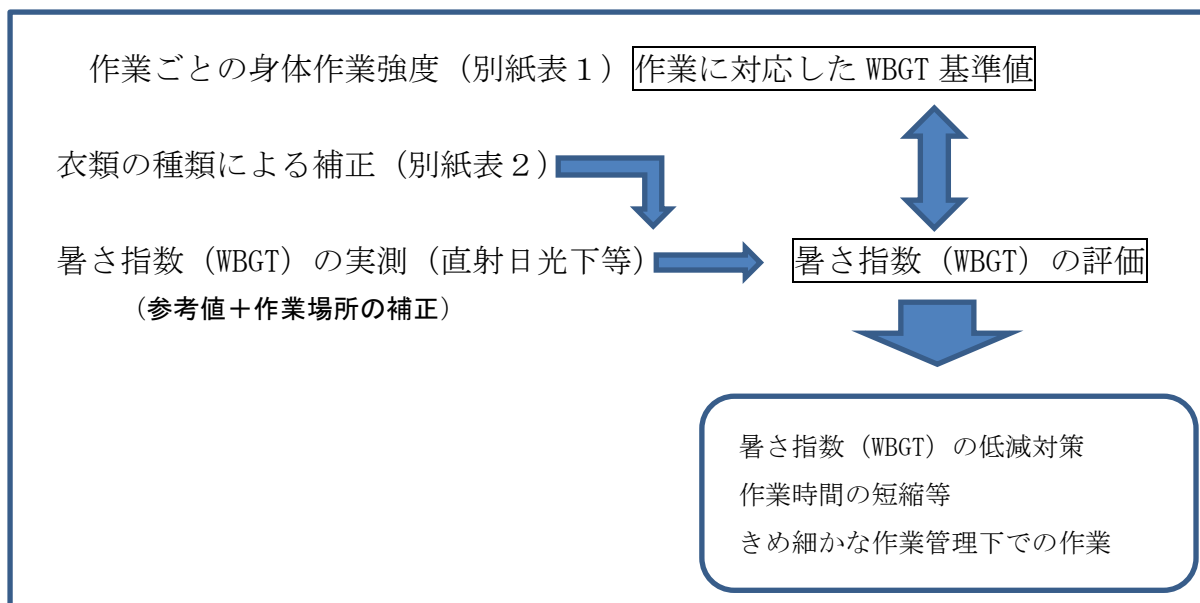 作業ごとの身体作業強度（別紙表１）作業に対応した WBGT 基準値
衣類の種類による補正（別紙表２）
暑さ指数（WBGT）の実測（直射日光下等） 暑さ指数（WBGT）の評価
（参考値＋作業場所の補正）
暑さ指数（WBGT）の低減対策
作業時間の短縮等
きめ細かな作業管理下での作業